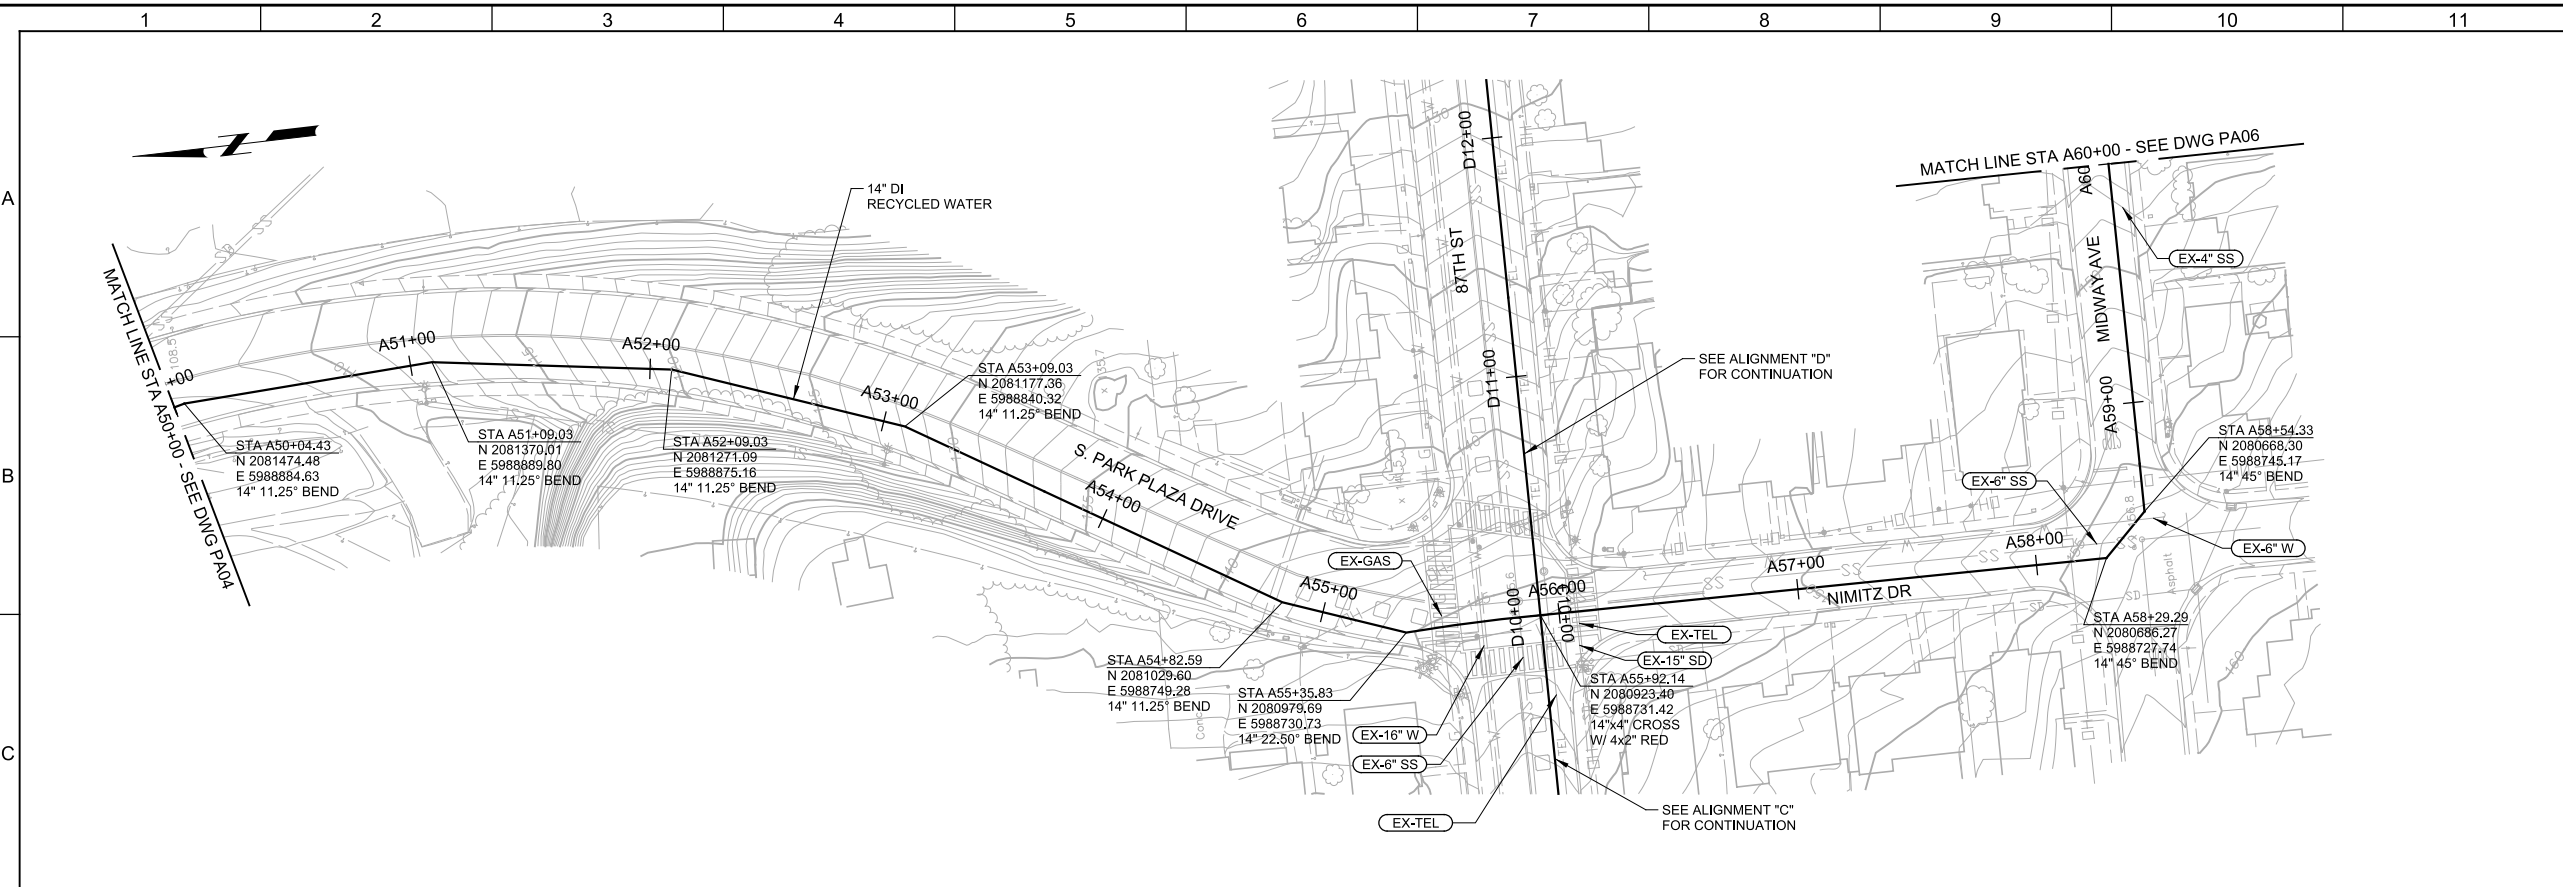 1 2 3 4 5 6 7 8 9 10 11
A
B
C
MATCH LINE STA A50+00 - SEE DWG PA04
+00
108.5
STA A50+04.43
N 2081474.48
E 5988884.63
14" 11.25° BEND
A51+00
STA A51+09.03
N 2081370.01
E 5988889.80
14" 11.25° BEND
A52+00
STA A52+09.03
N 2081271.09
E 5988875.16
14" 11.25° BEND
14" DI
RECYCLED WATER
A53+00
STA A53+09.03
N 2081177.36
E 5988840.32
14" 11.25° BEND
S. PARK PLAZA DRIVE
A54+00
STA A54+82.59
N 2081029.60
E 5988749.28
14" 11.25° BEND
A55+00
STA A55+35.83
N 2080979.69
E 5988730.73
14" 22.50° BEND
EX-GAS
EX-16" W
EX-6" SS
EX-TEL
87TH ST
D12+00
D11+00
D10+00
A56+00
SEE ALIGNMENT "D"
FOR CONTINUATION
EX-TEL
EX-15" SD
STA A55+92.14
N 2080923.40
E 5988731.42
14"x4" CROSS
W/ 4x2" RED
SEE ALIGNMENT "C"
FOR CONTINUATION
A57+00
NIMITZ DR
A58+00
STA A58+29.29
N 2080686.27
E 5988727.74
14" 45° BEND
EX-6" SS
EX-6" W
Asphalt
160
STA A58+54.33
N 2080668.30
E 5988745.17
14" 45° BEND
A59+00
MIDWAY AVE
EX-4" SS
A60
MATCH LINE STA A60+00 - SEE DWG PA06